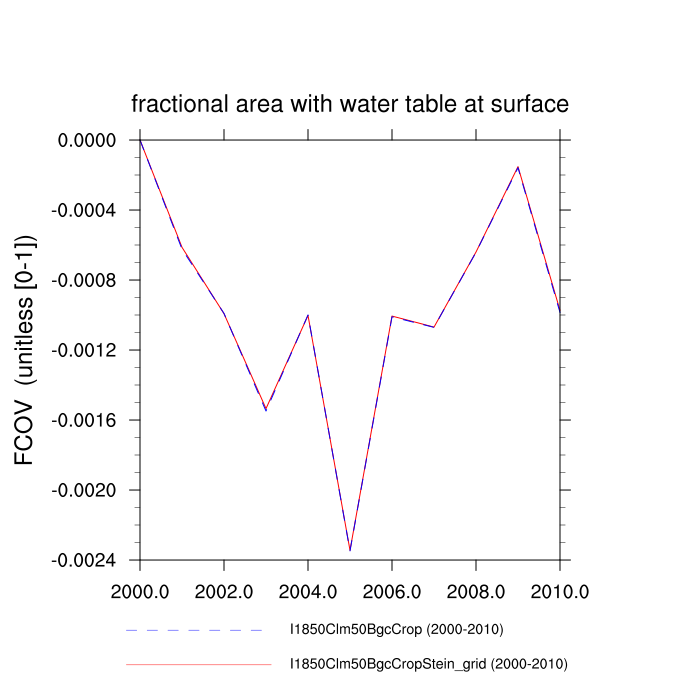 fractional area with water table at surface
0.0000
-0.0004
-0.0008
-0.0012
-0.0016
-0.0020
-0.0024
FCOV (unitless [0-1])
2000.0 2002.0 2004.0 2006.0 2008.0 2010.0
I1850Clm50BgcCrop (2000-2010)
I1850Clm50BgcCropStein_grid (2000-2010)